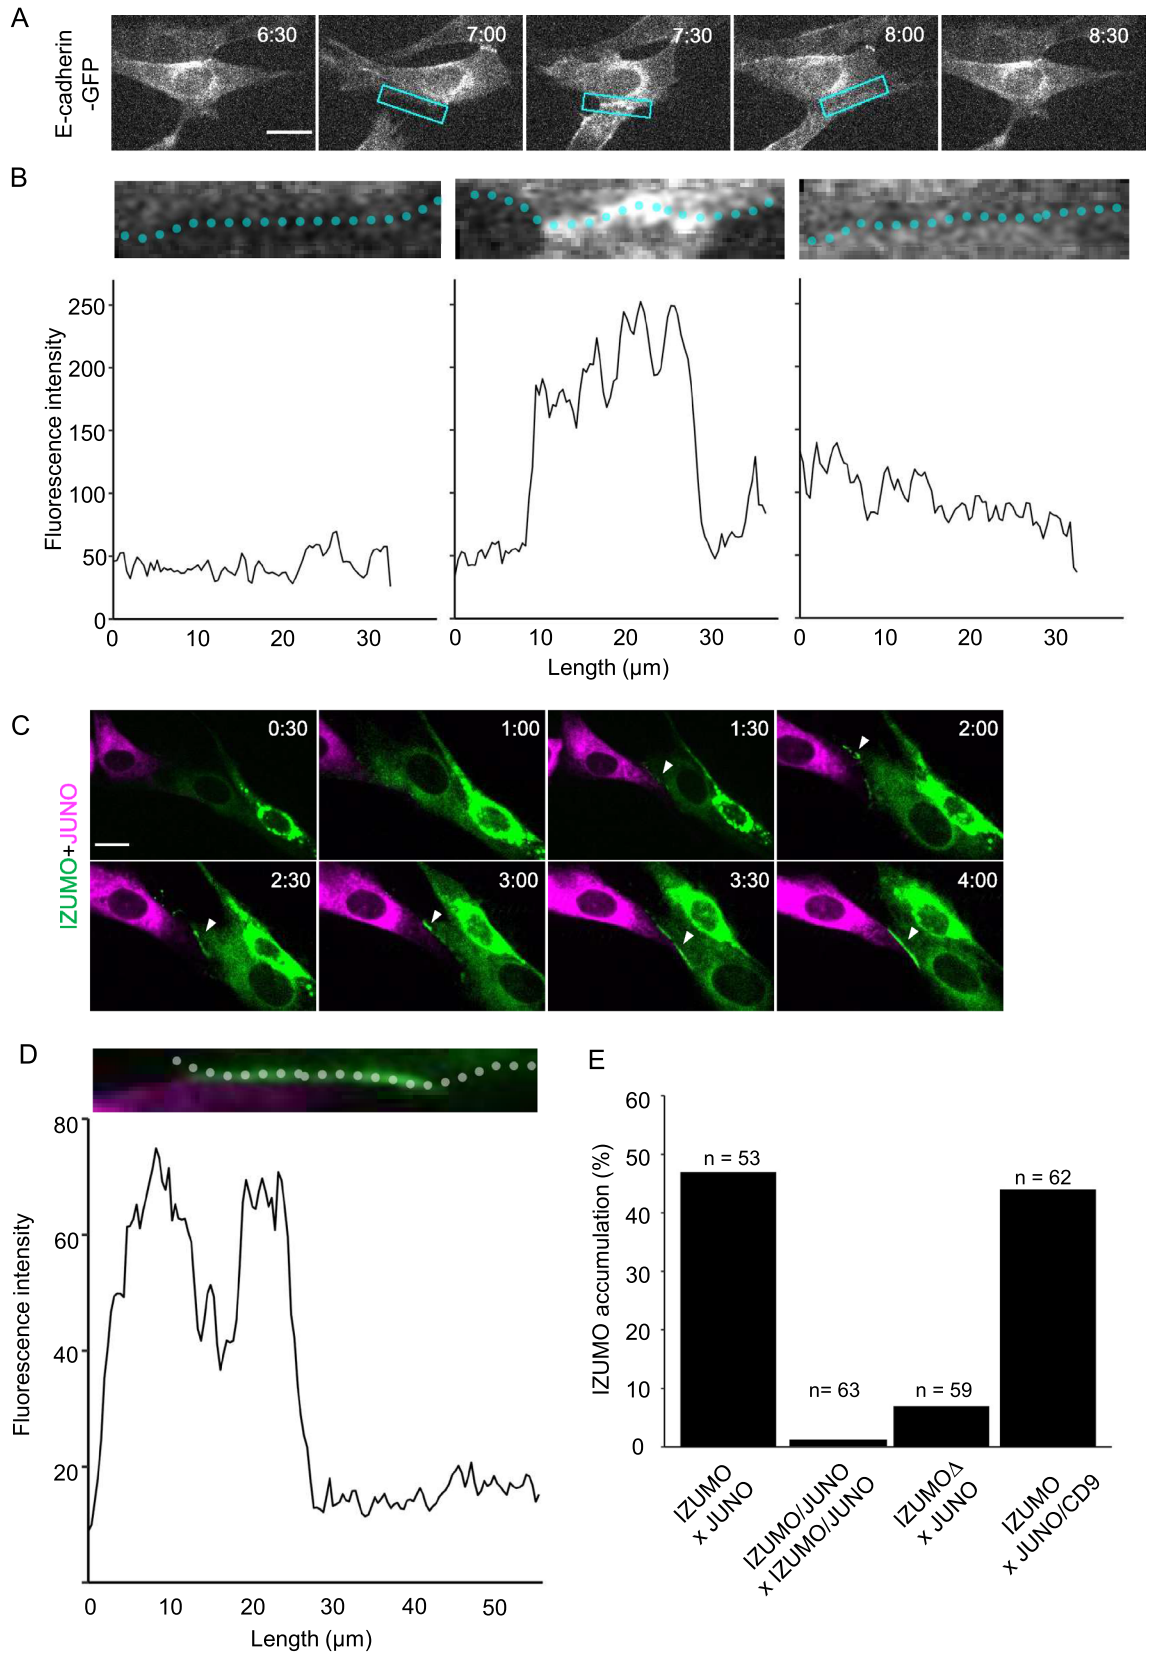 A
E-cadherin
-GFP
6:30
7:00
7:30
8:00
8:30
B
Fluorescence intensity
250
200
150
100
50
0
0 10 20 30
0 10 20 30
0 10 20 30
Length (µm)
C
IZUMO+JUNO
0:30
1:00
1:30
2:00
2:30
3:00
3:30
4:00
D
Fluorescence intensity
80
60
40
20
0 10 20 30 40 50
Length (µm)
E
IZUMO accumulation (%)
60
50
40
30
20
10
0
n = 53
n= 63
n = 59
n = 62
IZUMO
x JUNO
IZUMO/JUNO
x IZUMO/JUNO
IZUMOΔ
x JUNO
IZUMO
x JUNO/CD9